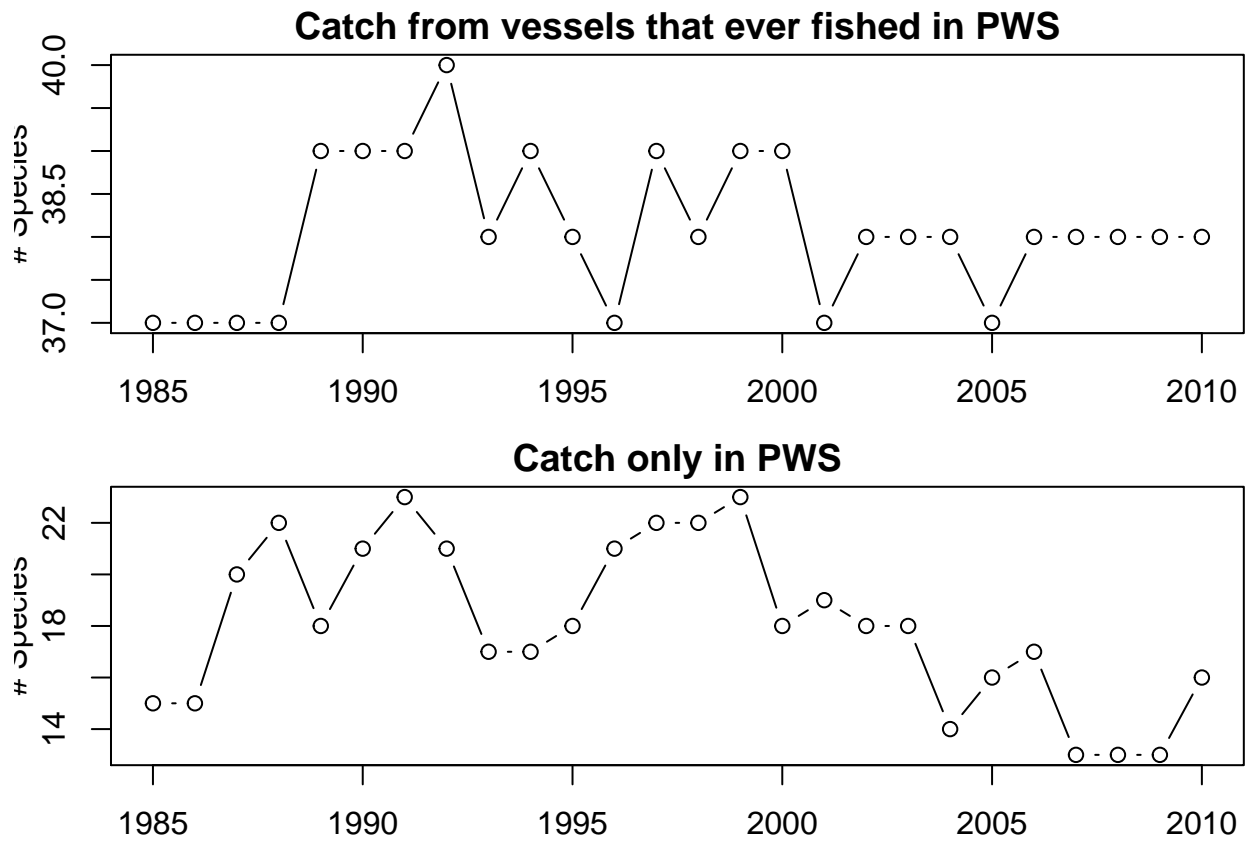 Catch from vessels that ever fished in PWS
# Species
40.0
38.5
37.0
1985 1990 1995 2000 2005 2010
Catch only in PWS
# Species
22
18
14
1985 1990 1995 2000 2005 2010